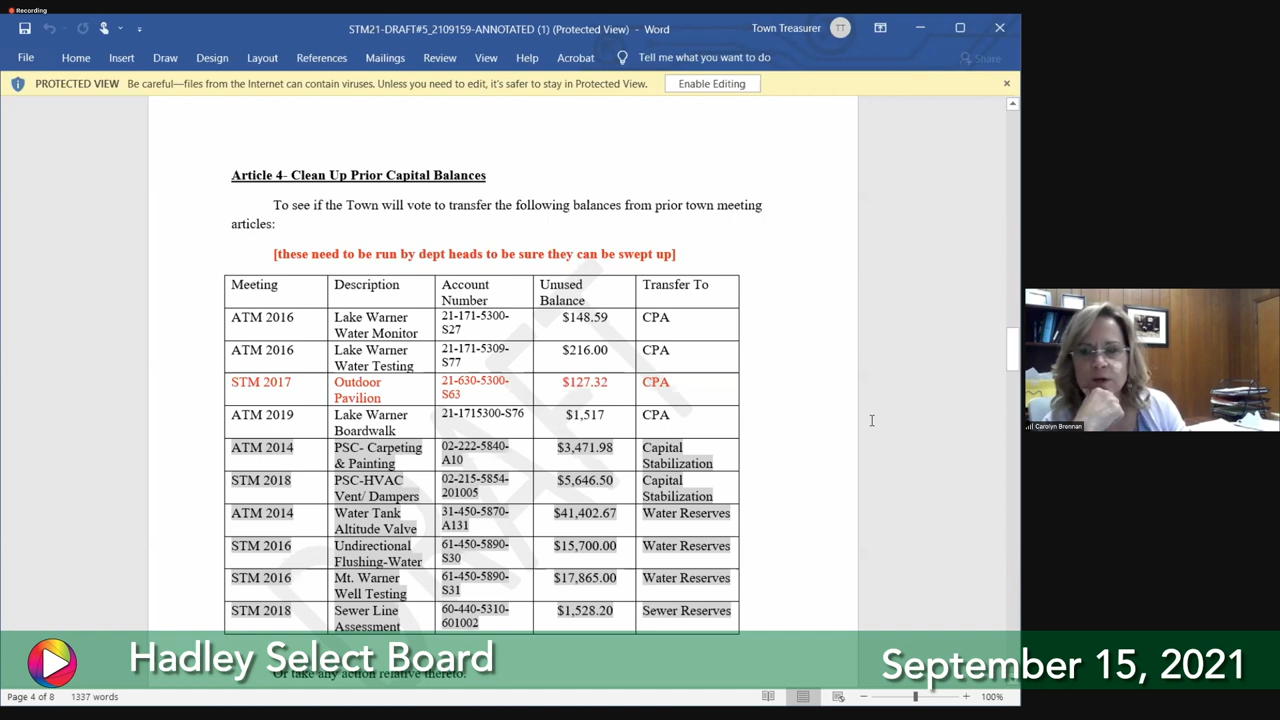 Recording
STM21-DRAFT#5_2109159-ANNOTATED (1) (Protected View) - Word
Town Treasurer
TT
File Home Insert Draw Design Layout References Mailings Review View Help Acrobat Tell me what you want to do Share
PROTECTED VIEW Be careful—files from the Internet can contain viruses. Unless you need to edit, it's safer to stay in Protected View. Enable Editing
Article 4- Clean Up Prior Capital Balances
To see if the Town will vote to transfer the following balances from prior town meeting
articles:
[these need to be run by dept heads to be sure they can be swept up]
Meeting Description Account Unused Transfer To
Number Balance
ATM 2016 Lake Warner 21-171-5300- $148.59 CPA
Water Monitor S27
ATM 2016 Lake Warner 21-171-5309- $216.00 CPA
Water Testing S77
STM 2017 Outdoor 21-630-5300- $127.32 CPA
Pavilion S63
ATM 2019 Lake Warner 21-1715300-S76 $1,517 CPA
Boardwalk
ATM 2014 PSC- Carpeting 02-222-5840- $3,471.98 Capital
& Painting A10 Stabilization
STM 2018 PSC-HVAC 02-215-5854- $5,646.50 Capital
Vent/ Dampers 201005 Stabilization
ATM 2014 Water Tank 31-450-5870- $41,402.67 Water Reserves
Altitude Valve A131
STM 2016 Undirectional 61-450-5890- $15,700.00 Water Reserves
Flushing-Water S30
STM 2016 Mt. Warner 61-450-5890- $17,865.00 Water Reserves
Well Testing S31
STM 2018 Sewer Line 60-440-5310- $1,528.20 Sewer Reserves
Assessment 601002
DRAFT
Or take any action relative thereto.
Carolyn Brennan
Hadley Select Board
September 15, 2021
Page 4 of 8 1337 words 100%